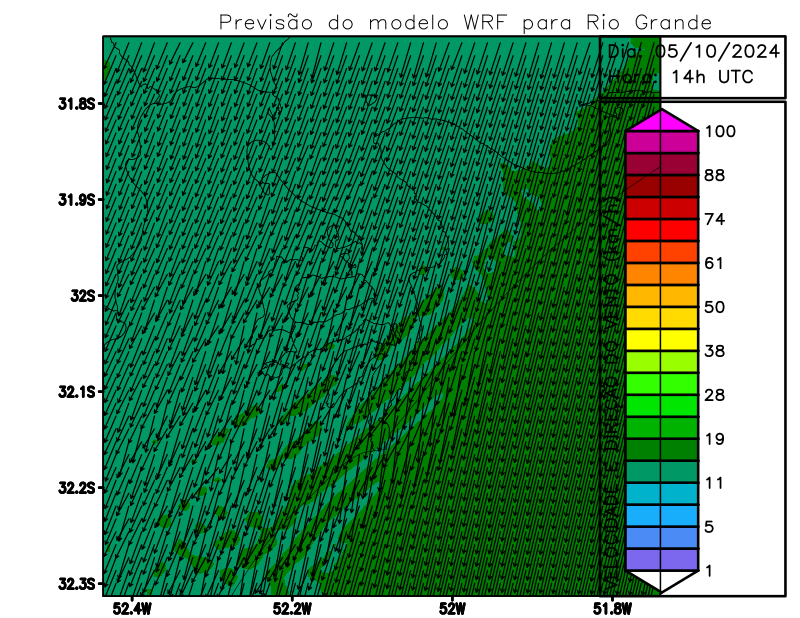 Previsão do modelo WRF para Rio Grande
Dia: 05/10/2024
Hora: 14h UTC
31.8S
31.9S
32S
32.1S
32.2S
32.3S
52.4W
52.2W
52W
51.8W
VELOCIDADE E DIREÇÃO DO VENTO (km/h)
100
88
74
61
50
38
28
19
11
5
1